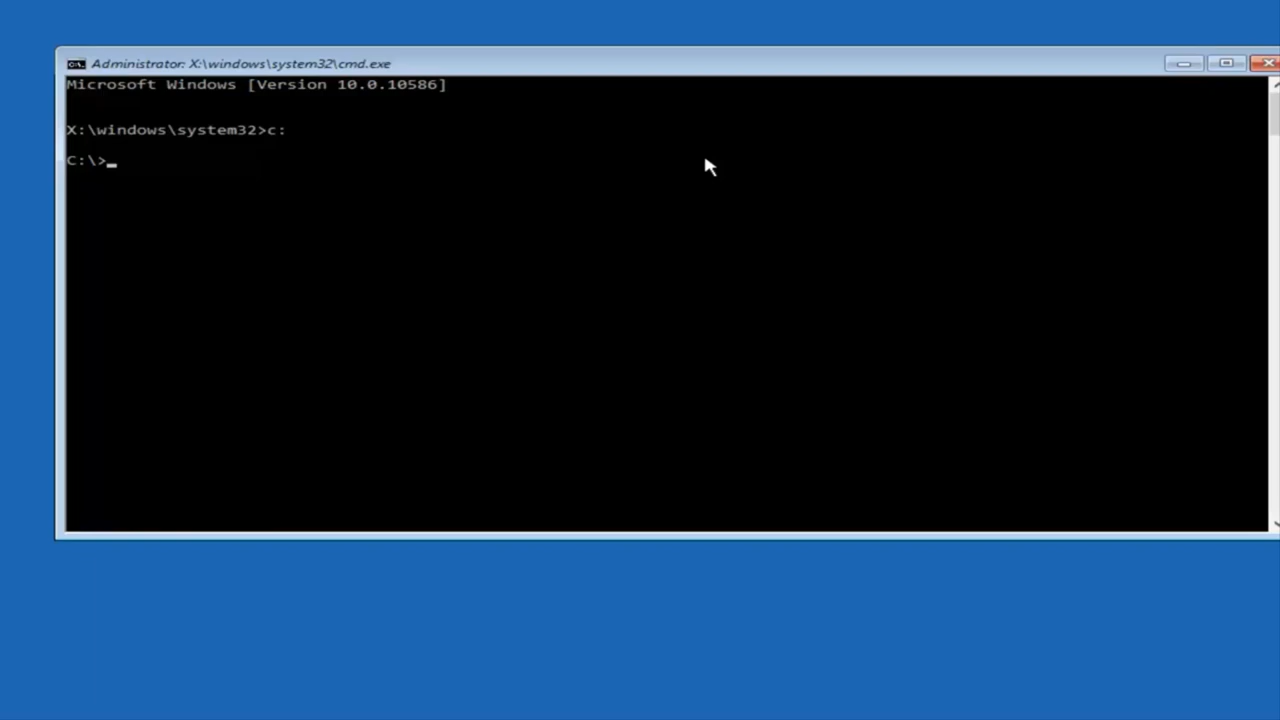 Administrator: X:\windows\system32\cmd.exe
Microsoft Windows [Version 10.0.10586]
X:\windows\system32>c:
C:\>_